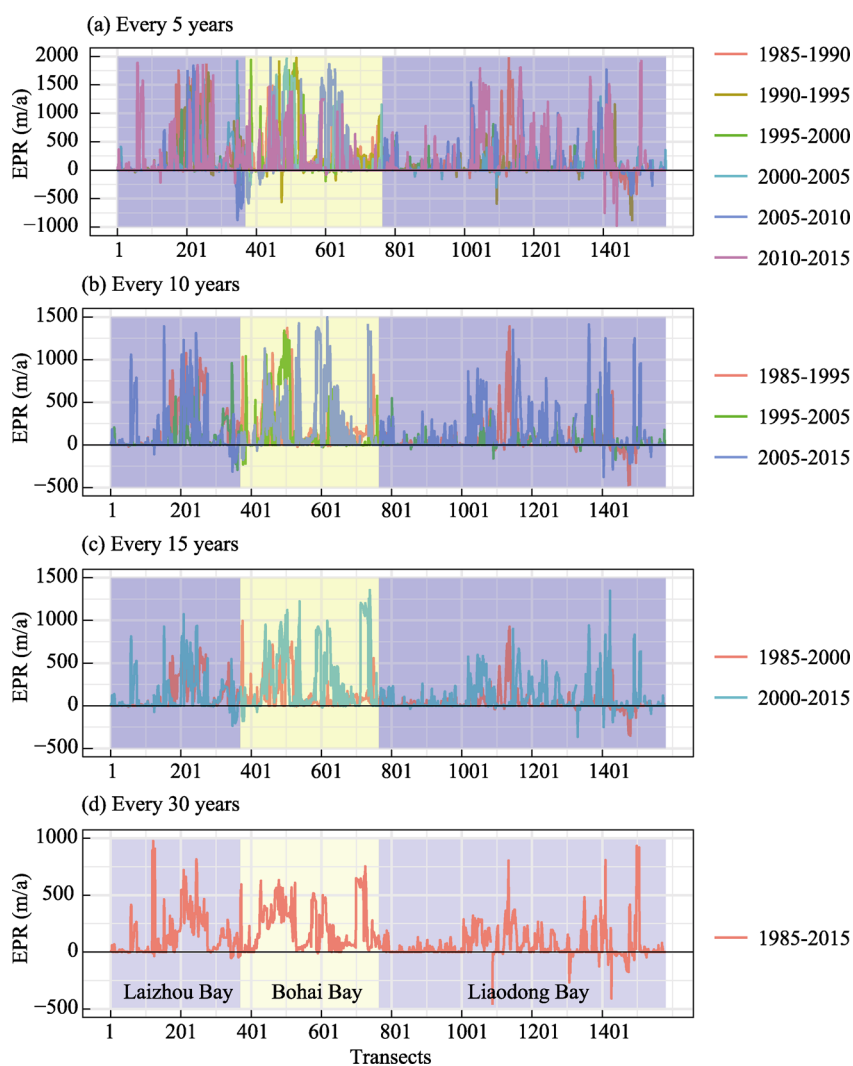 (a) Every 5 years
EPR (m/a)
2000
1500
1000
500
0
−500
−1000
1 201 401 601 801 1001 1201 1401
1985-1990
1990-1995
1995-2000
2000-2005
2005-2010
2010-2015
(b) Every 10 years
EPR (m/a)
1500
1000
500
0
−500
1 201 401 601 801 1001 1201 1401
1985-1995
1995-2005
2005-2015
(c) Every 15 years
EPR (m/a)
1500
1000
500
0
−500
1 201 401 601 801 1001 1201 1401
1985-2000
2000-2015
(d) Every 30 years
EPR (m/a)
1000
500
0
−500
Laizhou Bay Bohai Bay Liaodong Bay
1 201 401 601 801 1001 1201 1401
Transects
1985-2015